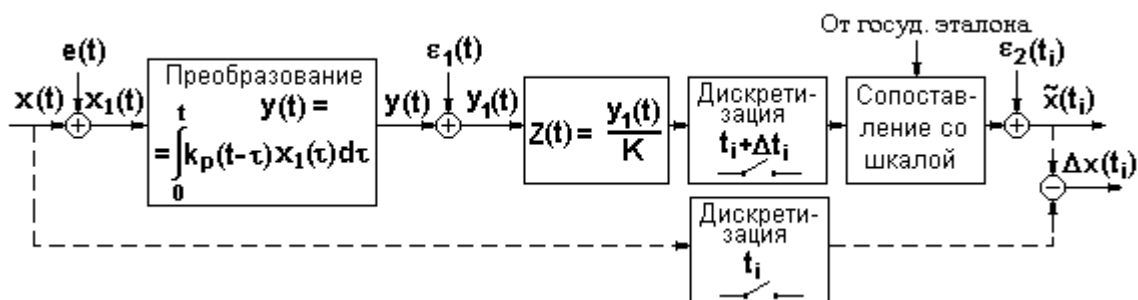 От госуд. эталона
e(t)
ε₁(t)
ε₂(tᵢ)
x(t)
x₁(t)
Преобразование
y(t) =
= ∫₀ᵗ kₚ(t-τ) x₁(τ) dτ
y(t)
y₁(t)
Z(t) = y₁(t) / K
Дискрети-
зация
tᵢ+Δtᵢ
Сопостав-
ление со
шкалой
x̃(tᵢ)
Δx(tᵢ)
Дискрети-
зация
tᵢ